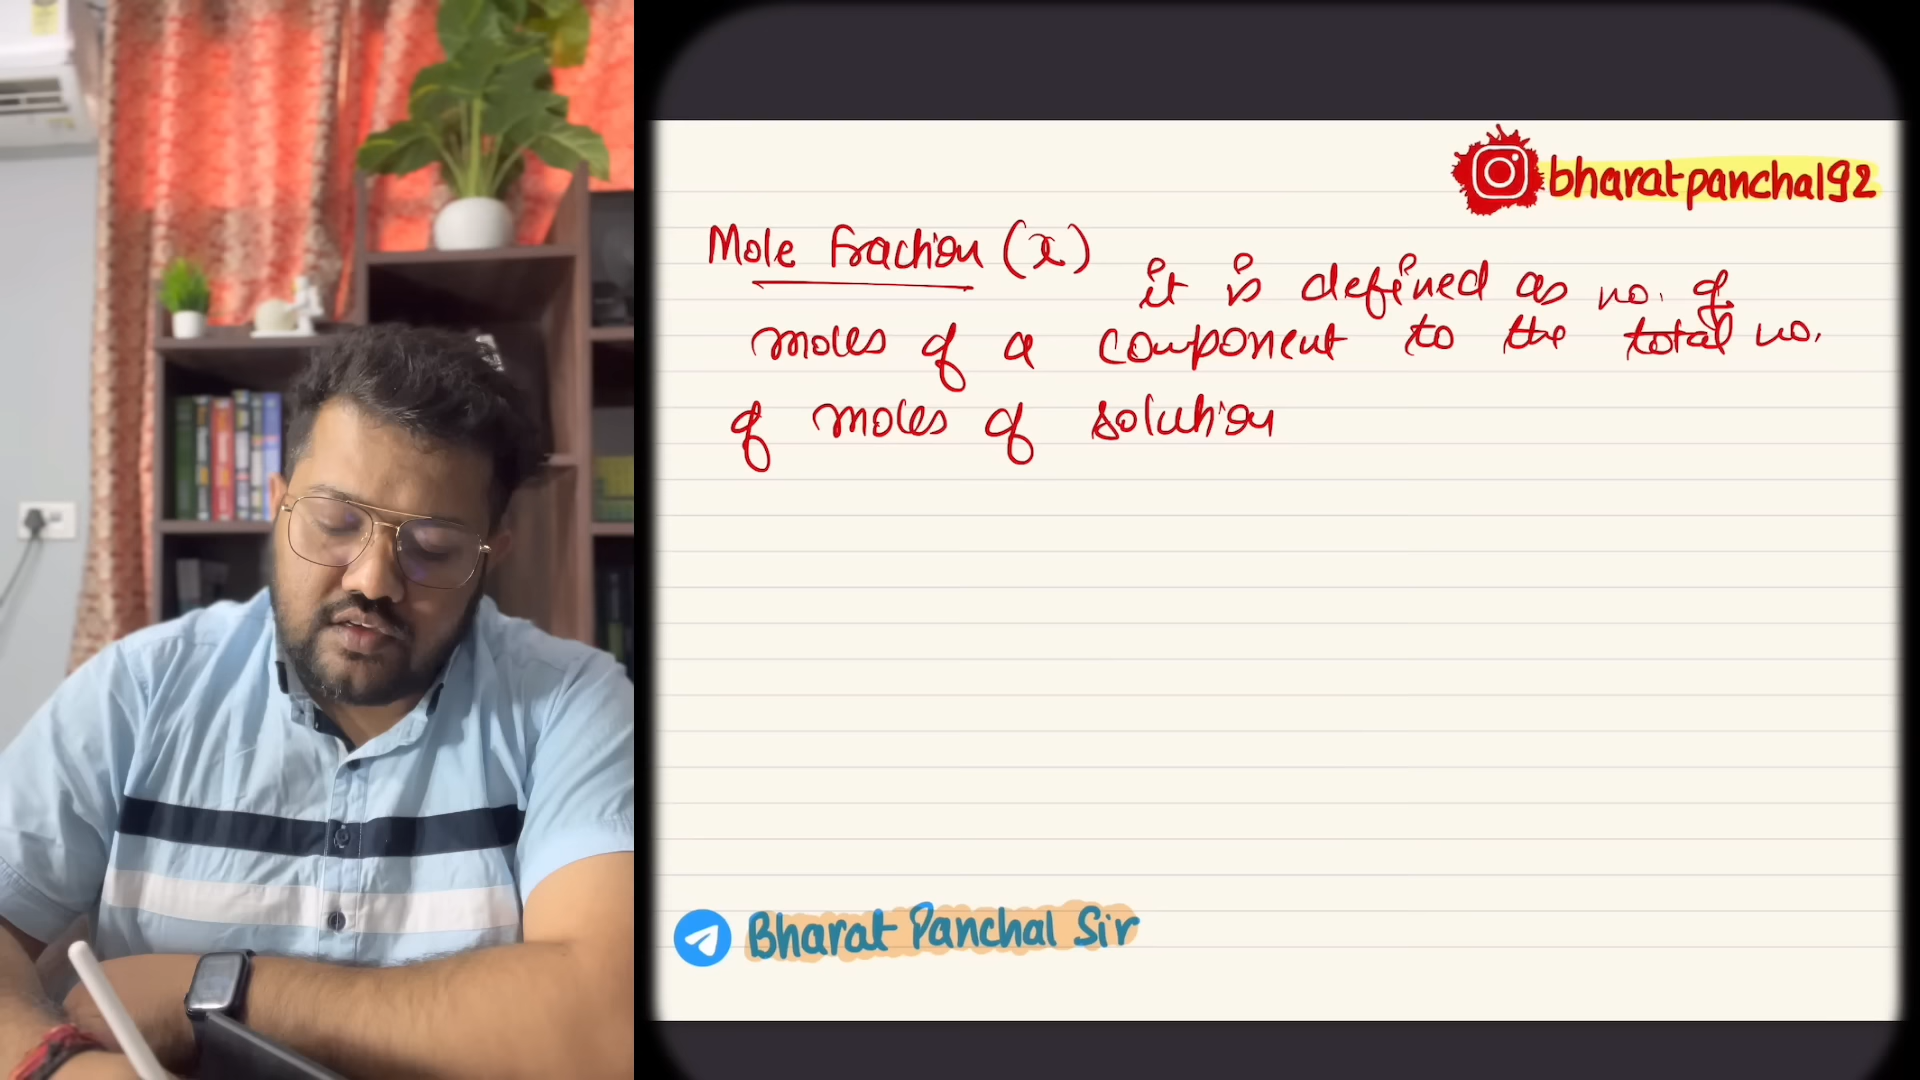 bharatpanchal92
Mole Fraction (x)
it is defined as no. of
moles of a component to the total no.
of moles of solution
Bharat Panchal Sir